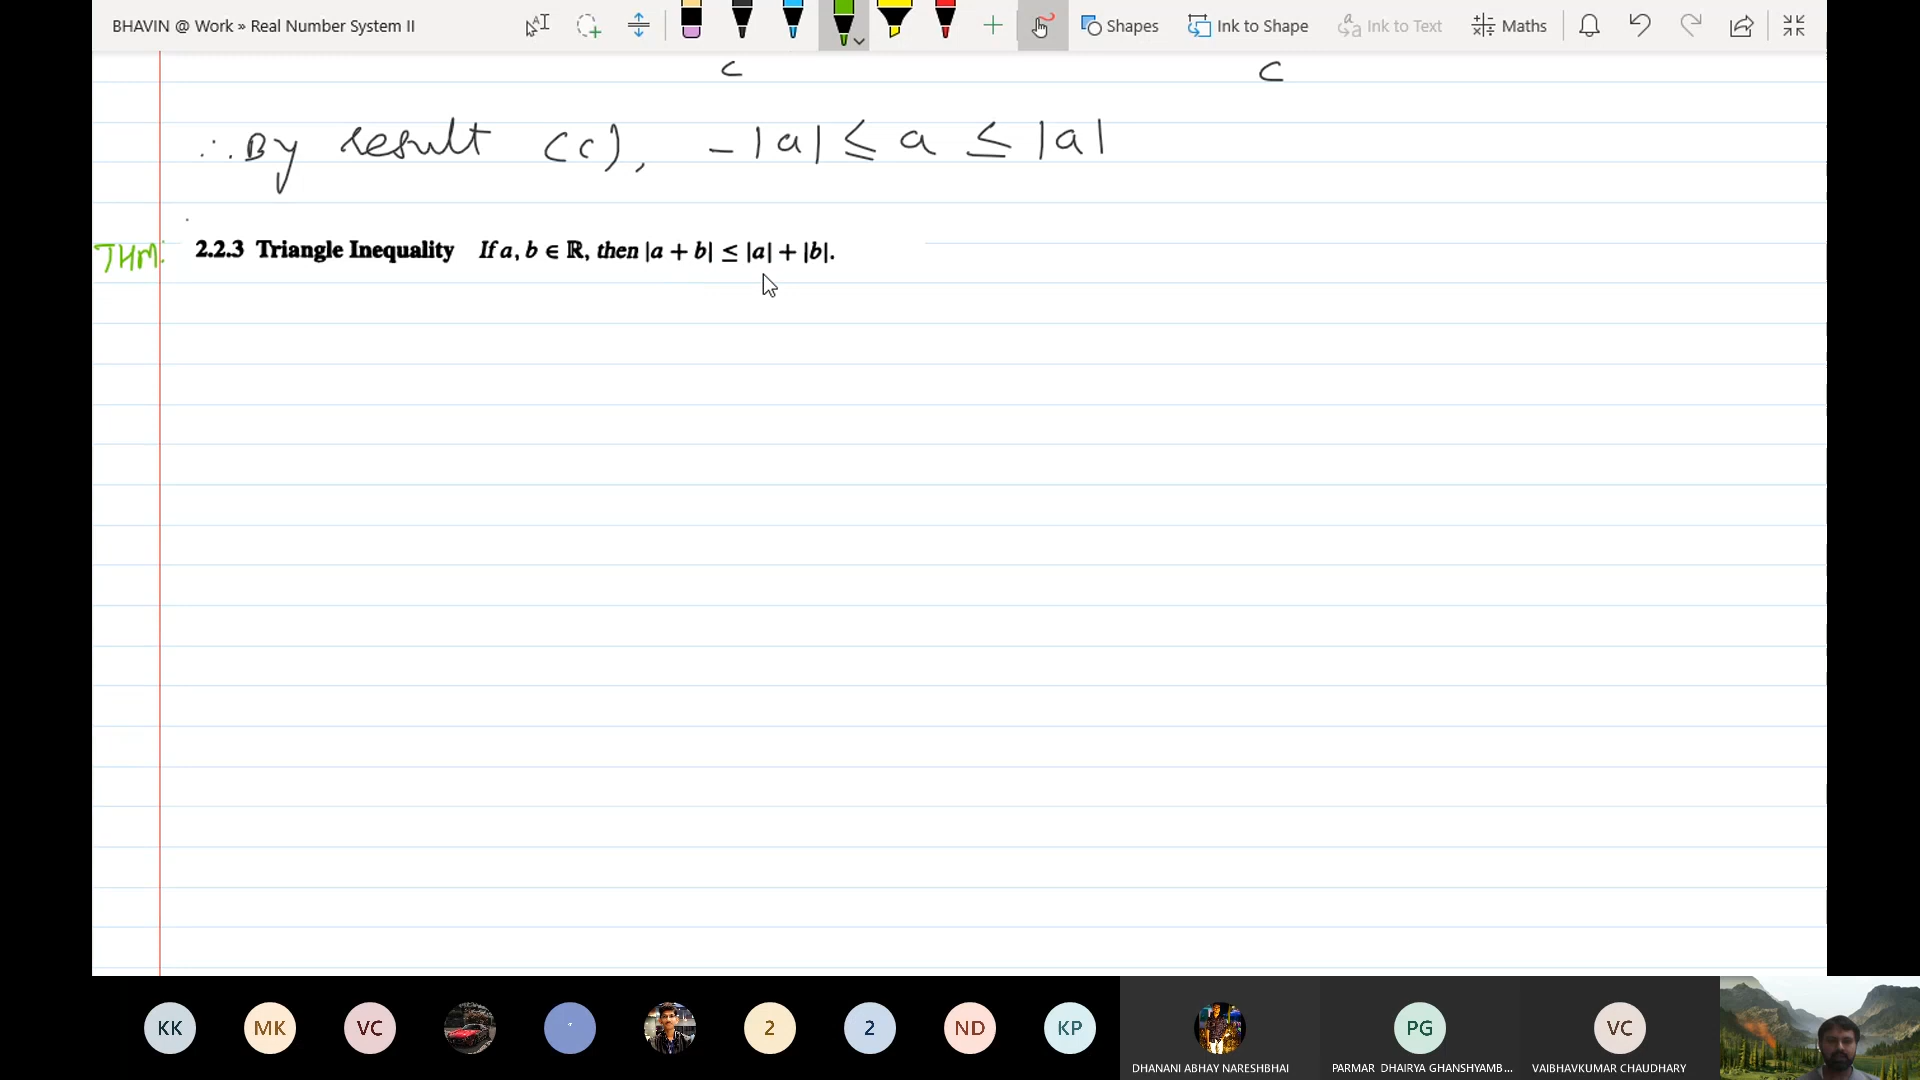 BHAVIN @ Work » Real Number System II
Shapes
Ink to Shape
Ink to Text
Maths
c c
∴ By result (c), -|a| ≤ a ≤ |a|
THM: 2.2.3 Triangle Inequality If a, b ∈ ℝ, then |a + b| ≤ |a| + |b|.
KK MK VC 2 2 ND KP PG VC
DHANANI ABHAY NARESHBHAI
PARMAR DHAIRYA GHANSHYAMB...
VAIBHAVKUMAR CHAUDHARY